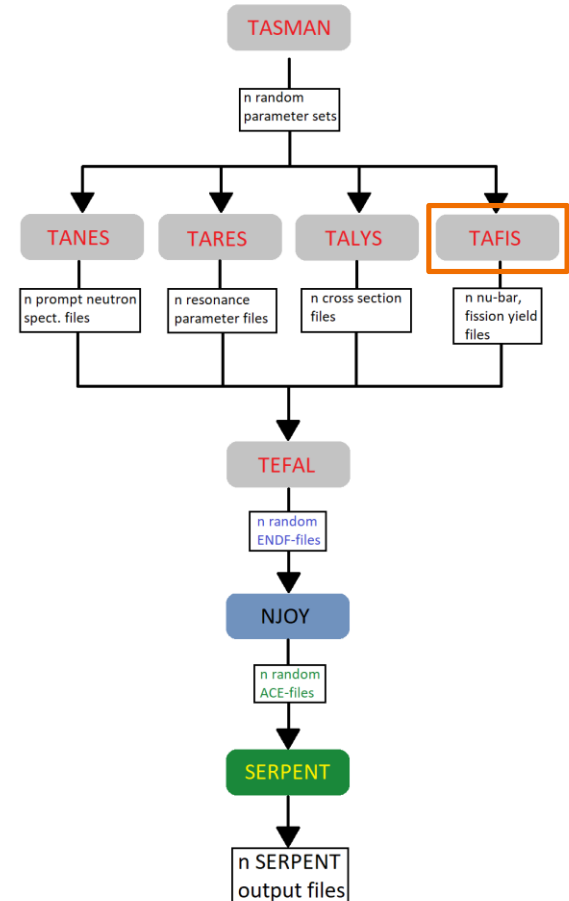 TASMAN
n random
parameter sets
TANES
TARES
TALYS
TAFIS
n prompt neutron
spect. files
n resonance
parameter files
n cross section
files
n nu-bar,
fission yield
files
TEFAL
n random
ENDF-files
NJOY
n random
ACE-files
SERPENT
n SERPENT
output files